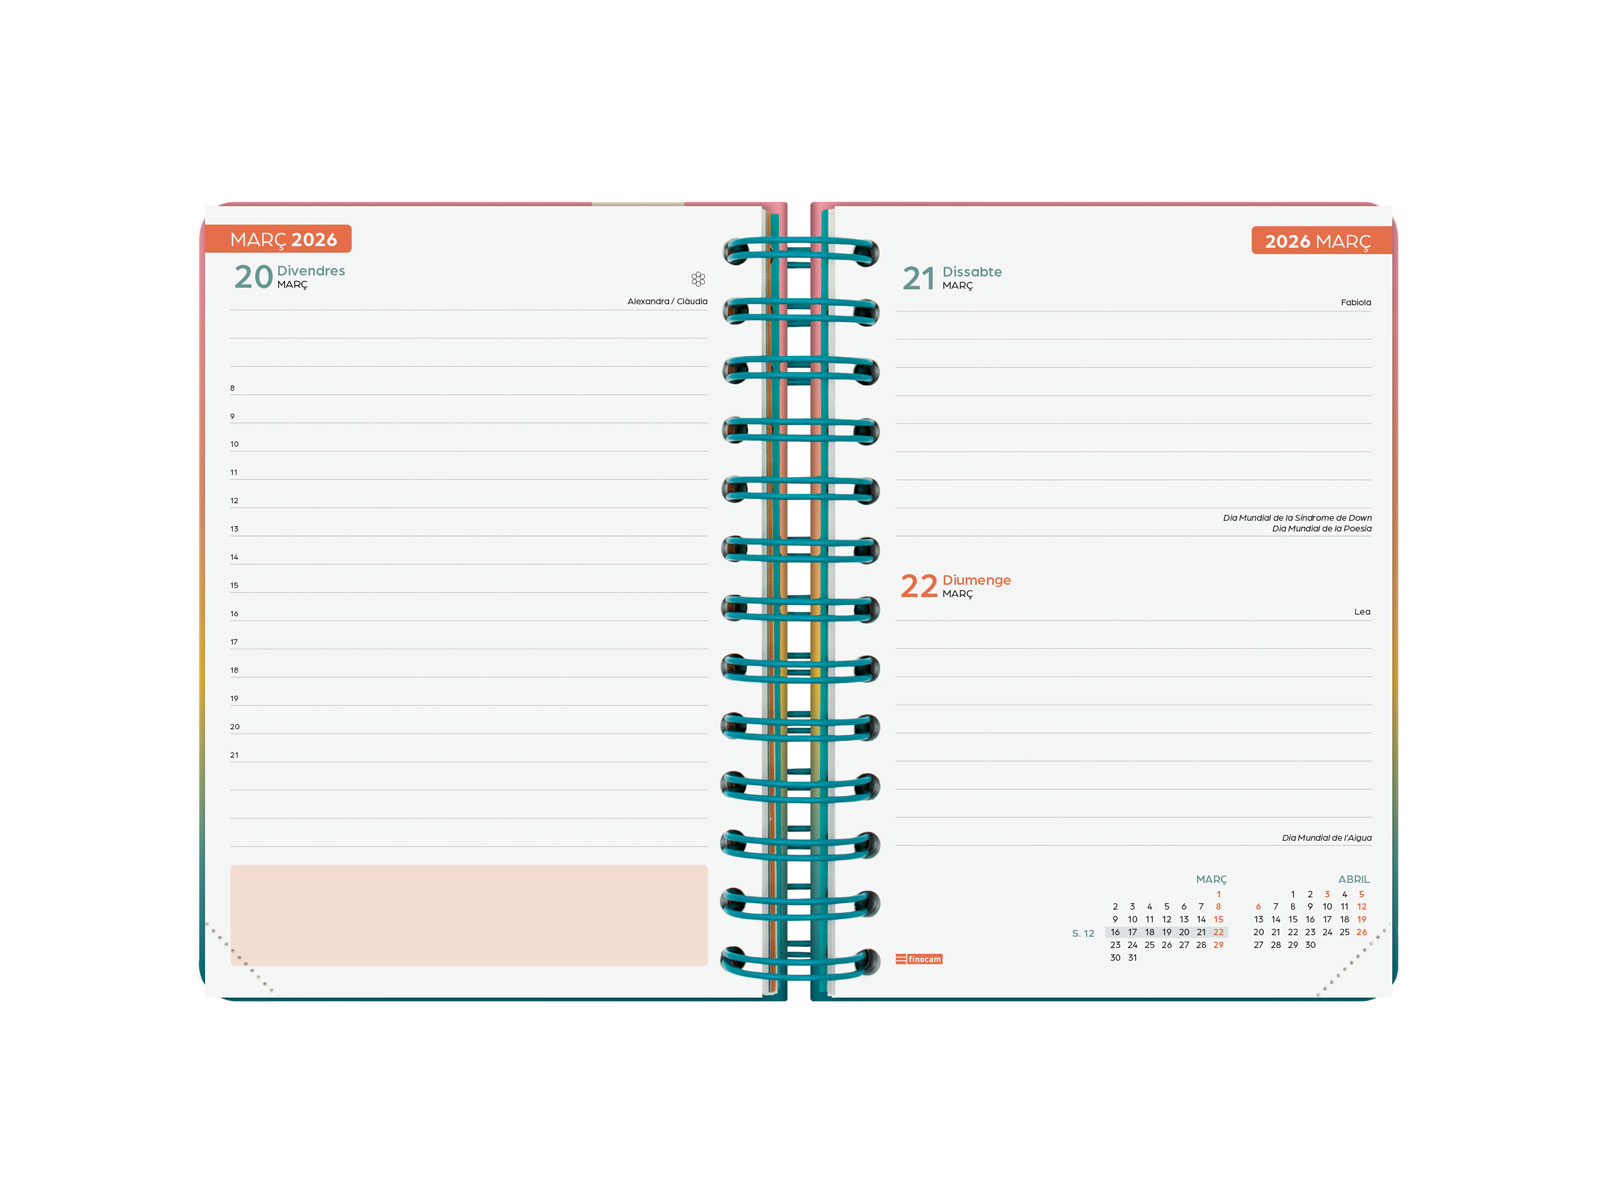 MARÇ 2026
20 Divendres
MARÇ
Alexandra / Clàudia
8
9
10
11
12
13
14
15
16
17
18
19
20
21
2026 MARÇ
21 Dissabte
MARÇ
Fabiola
Dia Mundial de la Síndrome de Down
Dia Mundial de la Poesia
22 Diumenge
MARÇ
Lea
Dia Mundial de l'Aigua
MARÇ
1
2 3 4 5 6 7 8
9 10 11 12 13 14 15
S. 12 16 17 18 19 20 21 22
23 24 25 26 27 28 29
30 31
ABRIL
1 2 3 4 5
6 7 8 9 10 11 12
13 14 15 16 17 18 19
20 21 22 23 24 25 26
27 28 29 30
finocam